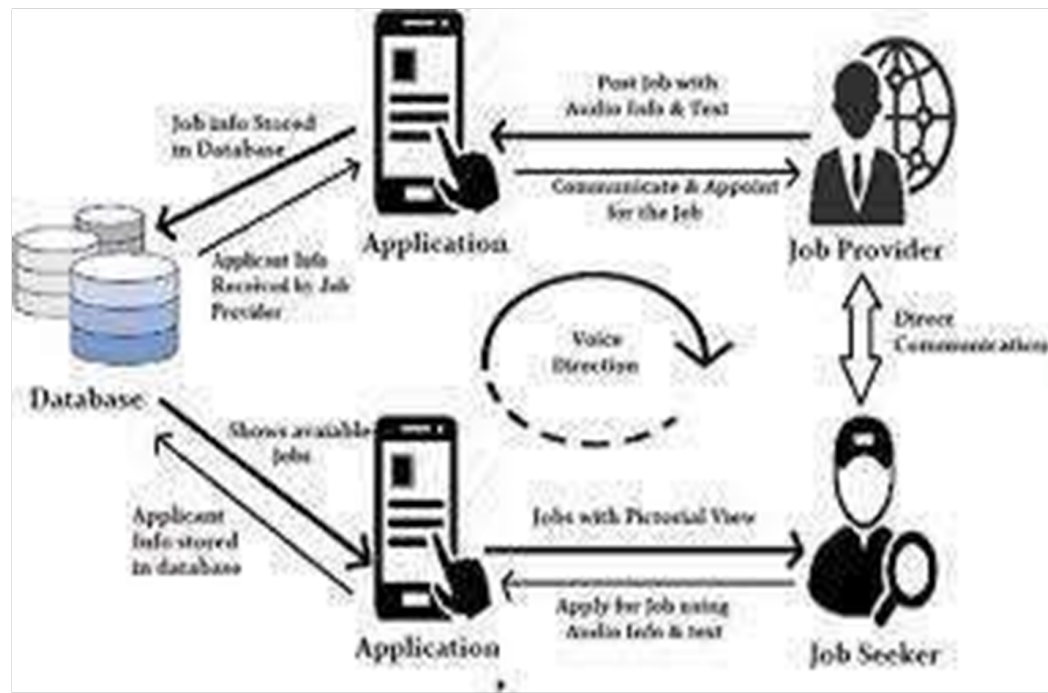 Post Job with
Audio Info & Text
Job info Stored
in Database
Communicate & Appoint
for the Job
Application
Job Provider
Applicant Info
Received by Job
Provider
Voice
Direction
Direct
Communication
Database
Shows available
Jobs
Applicant
Info stored
in database
Jobs with Pictorial View
Apply for Job using
Audio Info & text
Application
Job Seeker